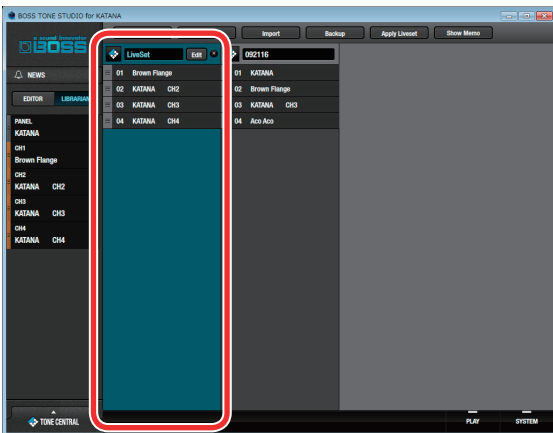 BOSS TONE STUDIO for KATANA
Import Backup Apply Liveset Show Memo
a sound innovator
BOSS
NEWS
EDITOR LIBRARIAN
PANEL
KATANA
CH1
Brown Flange
CH2
KATANA CH2
CH3
KATANA CH3
CH4
KATANA CH4
LiveSet Edit
01 Brown Flange
02 KATANA CH2
03 KATANA CH3
04 KATANA CH4
092116
01 KATANA
02 Brown Flange
03 KATANA CH3
04 Aco Aco
TONE CENTRAL
PLAY SYSTEM